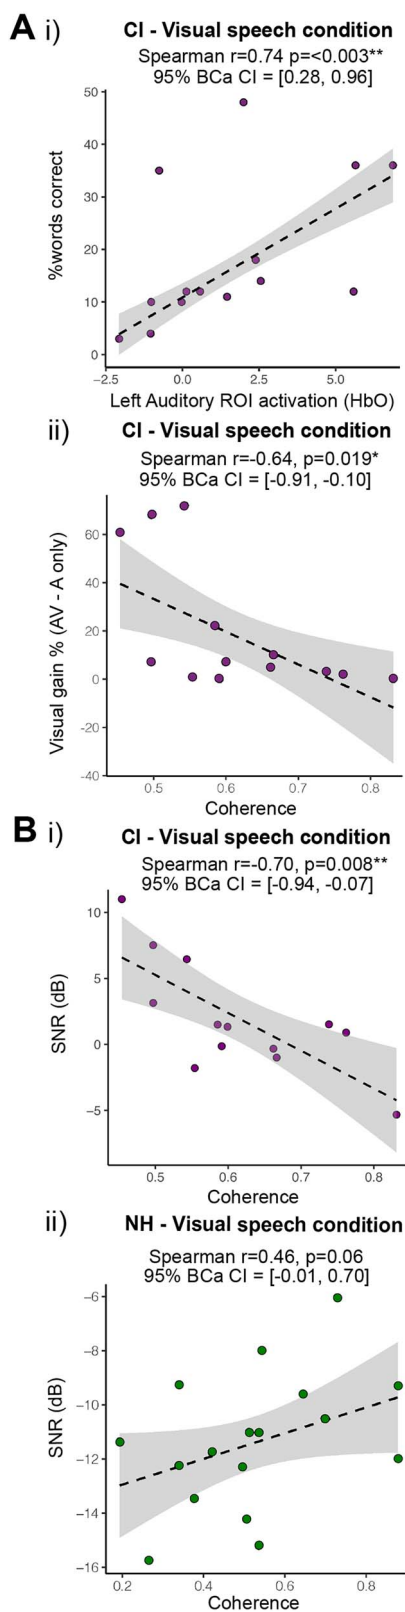 A i) CI - Visual speech condition
Spearman r=0.74 p=<0.003**
95% BCa CI = [0.28, 0.96]
%words correct
50
40
30
20
10
0
−2.5 0.0 2.5 5.0
Left Auditory ROI activation (HbO)
ii) CI - Visual speech condition
Spearman r=-0.64, p=0.019*
95% BCa CI = [-0.91, -0.10]
Visual gain % (AV - A only)
60
40
20
0
-20
-40
0.5 0.6 0.7 0.8
Coherence
B i) CI - Visual speech condition
Spearman r=-0.70, p=0.008**
95% BCa CI = [-0.94, -0.07]
SNR (dB)
10
5
0
−5
0.5 0.6 0.7 0.8
Coherence
ii) NH - Visual speech condition
Spearman r=0.46, p=0.06
95% BCa CI = [-0.01, 0.70]
SNR (dB)
−6
−8
−10
−12
−14
−16
0.2 0.4 0.6 0.8
Coherence